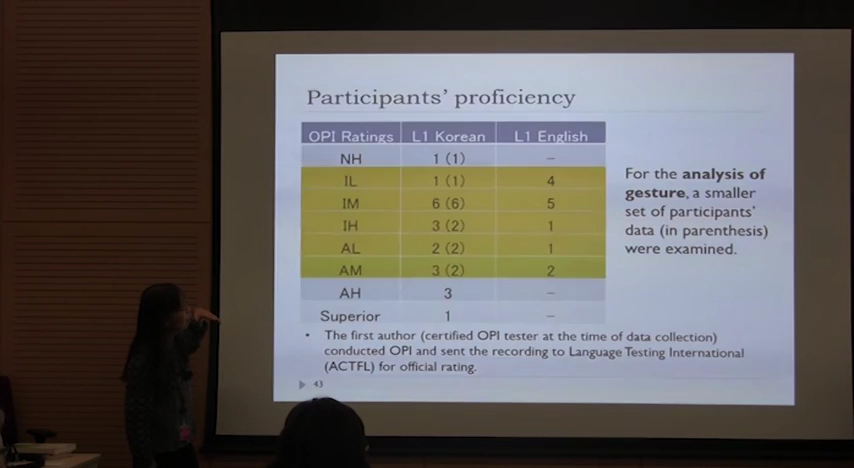 Participants' proficiency
OPI Ratings L1 Korean L1 English
NH 1 (1) –
IL 1 (1) 4
IM 6 (6) 5
IH 3 (2) 1
AL 2 (2) 1
AM 3 (2) 2
AH 3 –
Superior 1 –
For the analysis of
gesture, a smaller
set of participants'
data (in parenthesis)
were examined.
• The first author (certified OPI tester at the time of data collection)
conducted OPI and sent the recording to Language Testing International
(ACTFL) for official rating.
43